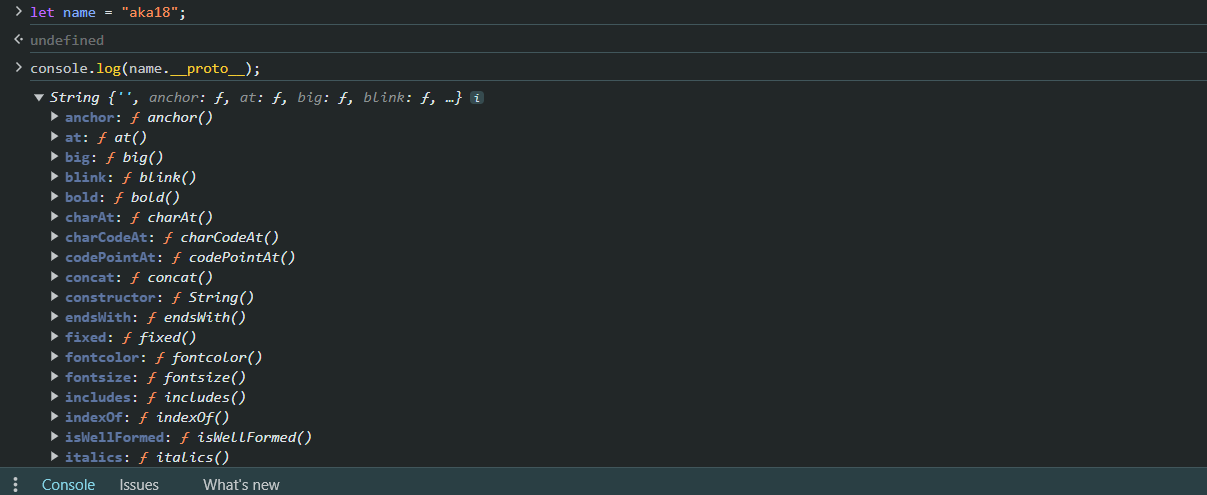 let name = "aka18";
undefined
console.log(name.__proto__);
String {'', anchor: ƒ, at: ƒ, big: ƒ, blink: ƒ, …} i
anchor: ƒ anchor()
at: ƒ at()
big: ƒ big()
blink: ƒ blink()
bold: ƒ bold()
charAt: ƒ charAt()
charCodeAt: ƒ charCodeAt()
codePointAt: ƒ codePointAt()
concat: ƒ concat()
constructor: ƒ String()
endsWith: ƒ endsWith()
fixed: ƒ fixed()
fontcolor: ƒ fontcolor()
fontsize: ƒ fontsize()
includes: ƒ includes()
indexOf: ƒ indexOf()
isWellFormed: ƒ isWellFormed()
italics: ƒ italics()
Console Issues What's new